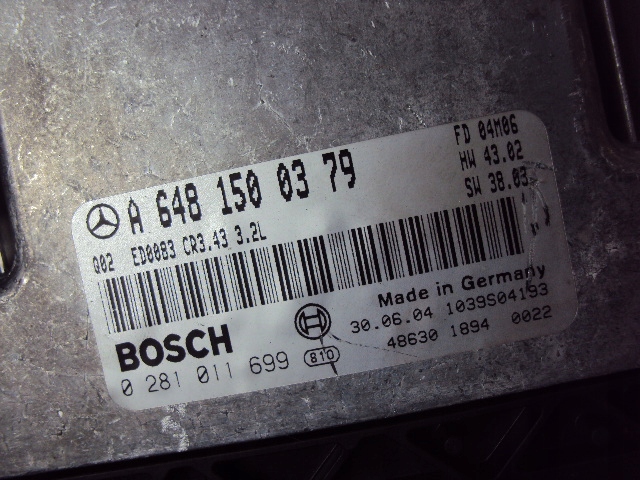 A 648 150 03 79
FD 04M06
HW 43.02
SW 38.03
Q02 ED0083 CR3.43 3.2L
Made in Germany
BOSCH
30.06.04 1039S04193
0 281 011 699 810
48630 1894 0022